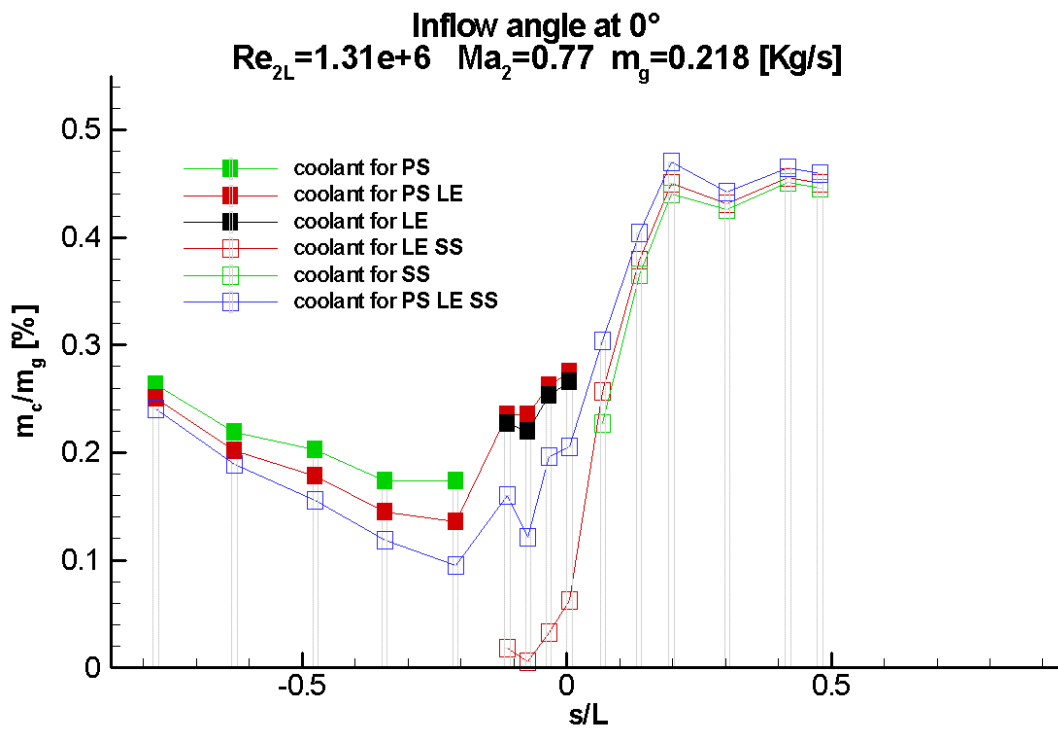 Inflow angle at 0°
Re2L=1.31e+6 Ma2=0.77 mg=0.218 [Kg/s]
0.5
coolant for PS
coolant for PS LE
coolant for LE
coolant for LE SS
coolant for SS
coolant for PS LE SS
0.4
0.3
0.2
0.1
0
mc/mg [%]
-0.5
0
0.5
s/L